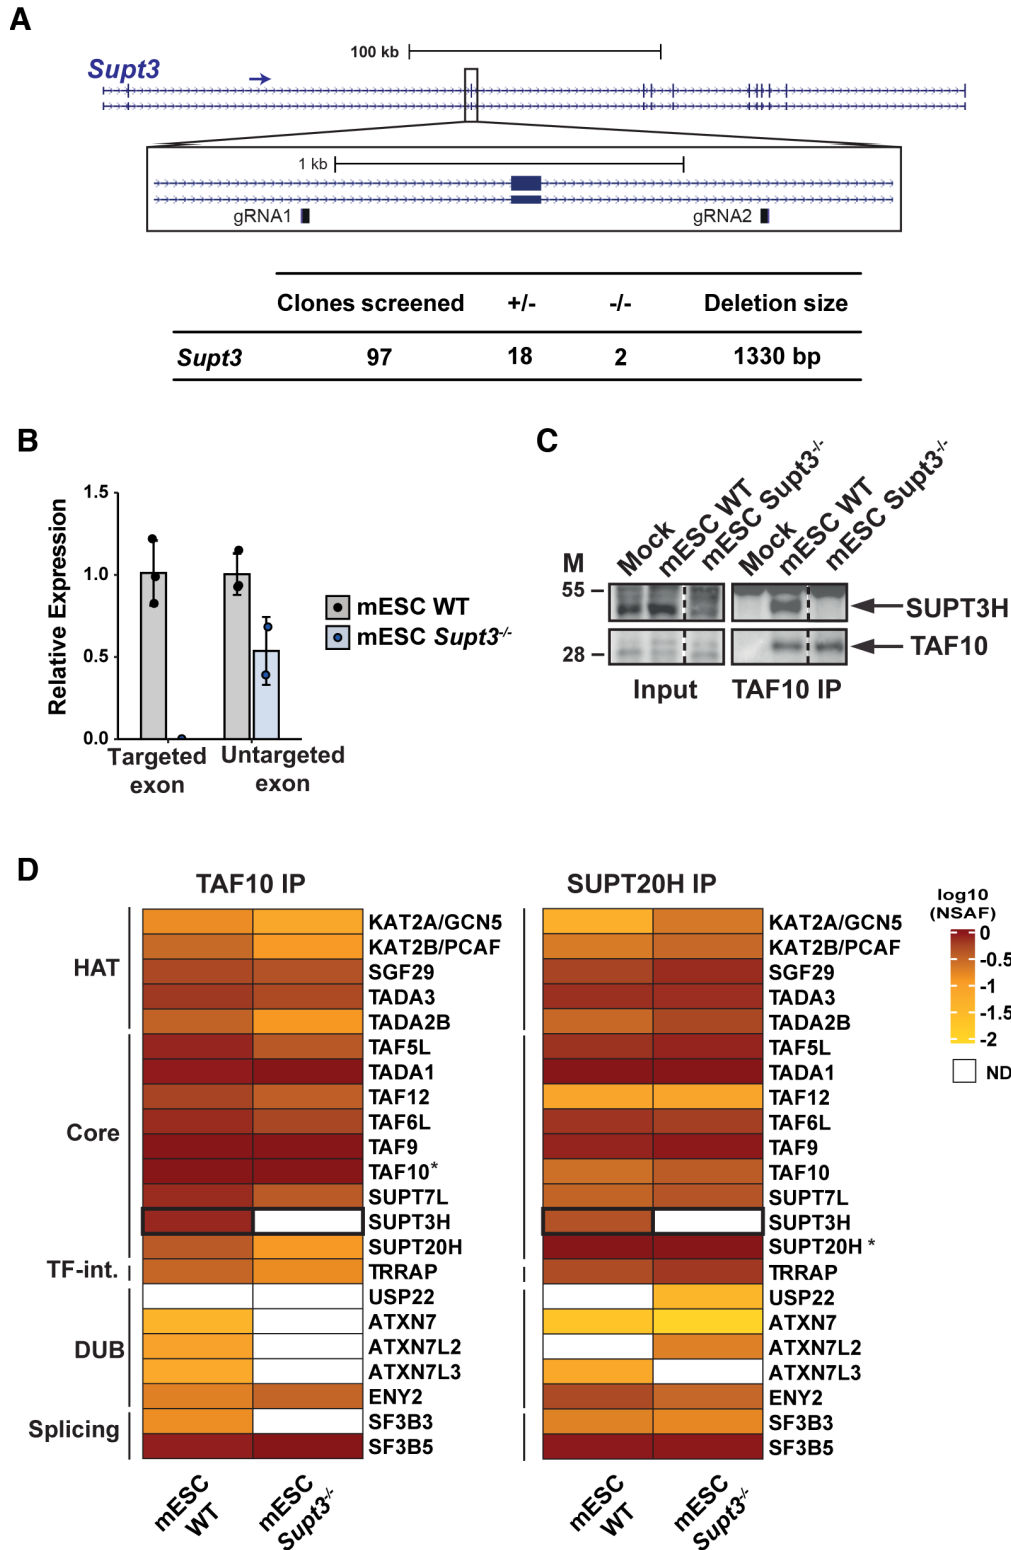 A
100 kb
Supt3
1 kb
gRNA1
gRNA2
Clones screened +/- -/- Deletion size
Supt3 97 18 2 1330 bp
B
Relative Expression
1.5
1.0
0.5
0.0
Targeted exon
Untargeted exon
mESC WT
mESC Supt3-/-
C
Mock
mESC WT
mESC Supt3-/-
Mock
mESC WT
mESC Supt3-/-
M
55
28
SUPT3H
TAF10
Input
TAF10 IP
D
TAF10 IP
SUPT20H IP
HAT
Core
TF-int.
DUB
Splicing
KAT2A/GCN5
KAT2B/PCAF
SGF29
TADA3
TADA2B
TAF5L
TADA1
TAF12
TAF6L
TAF9
TAF10*
SUPT7L
SUPT3H
SUPT20H
TRRAP
USP22
ATXN7
ATXN7L2
ATXN7L3
ENY2
SF3B3
SF3B5
mESC WT
mESC Supt3-/-
KAT2A/GCN5
KAT2B/PCAF
SGF29
TADA3
TADA2B
TAF5L
TADA1
TAF12
TAF6L
TAF9
TAF10
SUPT7L
SUPT3H
SUPT20H *
TRRAP
USP22
ATXN7
ATXN7L2
ATXN7L3
ENY2
SF3B3
SF3B5
mESC WT
mESC Supt3-/-
log10
(NSAF)
0
-0.5
-1
-1.5
-2
ND